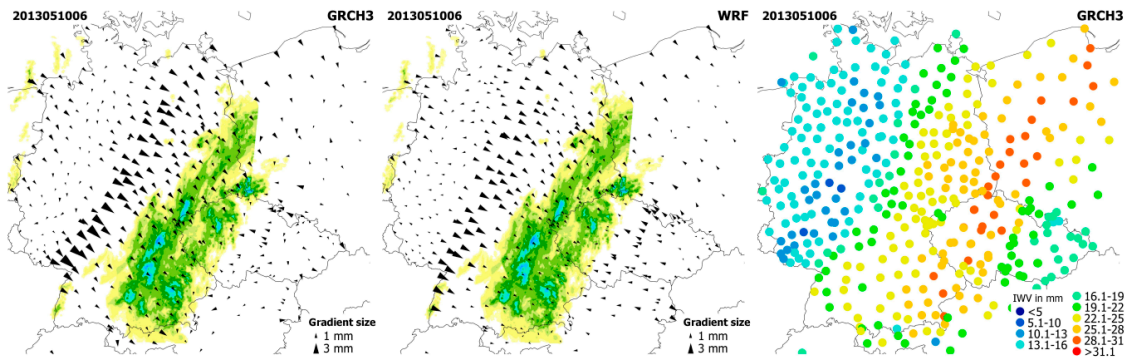 2013051006 GRCH3
Gradient size
1 mm
3 mm
2013051006 WRF
Gradient size
1 mm
3 mm
2013051006 GRCH3
IWV in mm
<5
5.1-10
10.1-13
13.1-16
16.1-19
19.1-22
22.1-25
25.1-28
28.1-31
>31.1